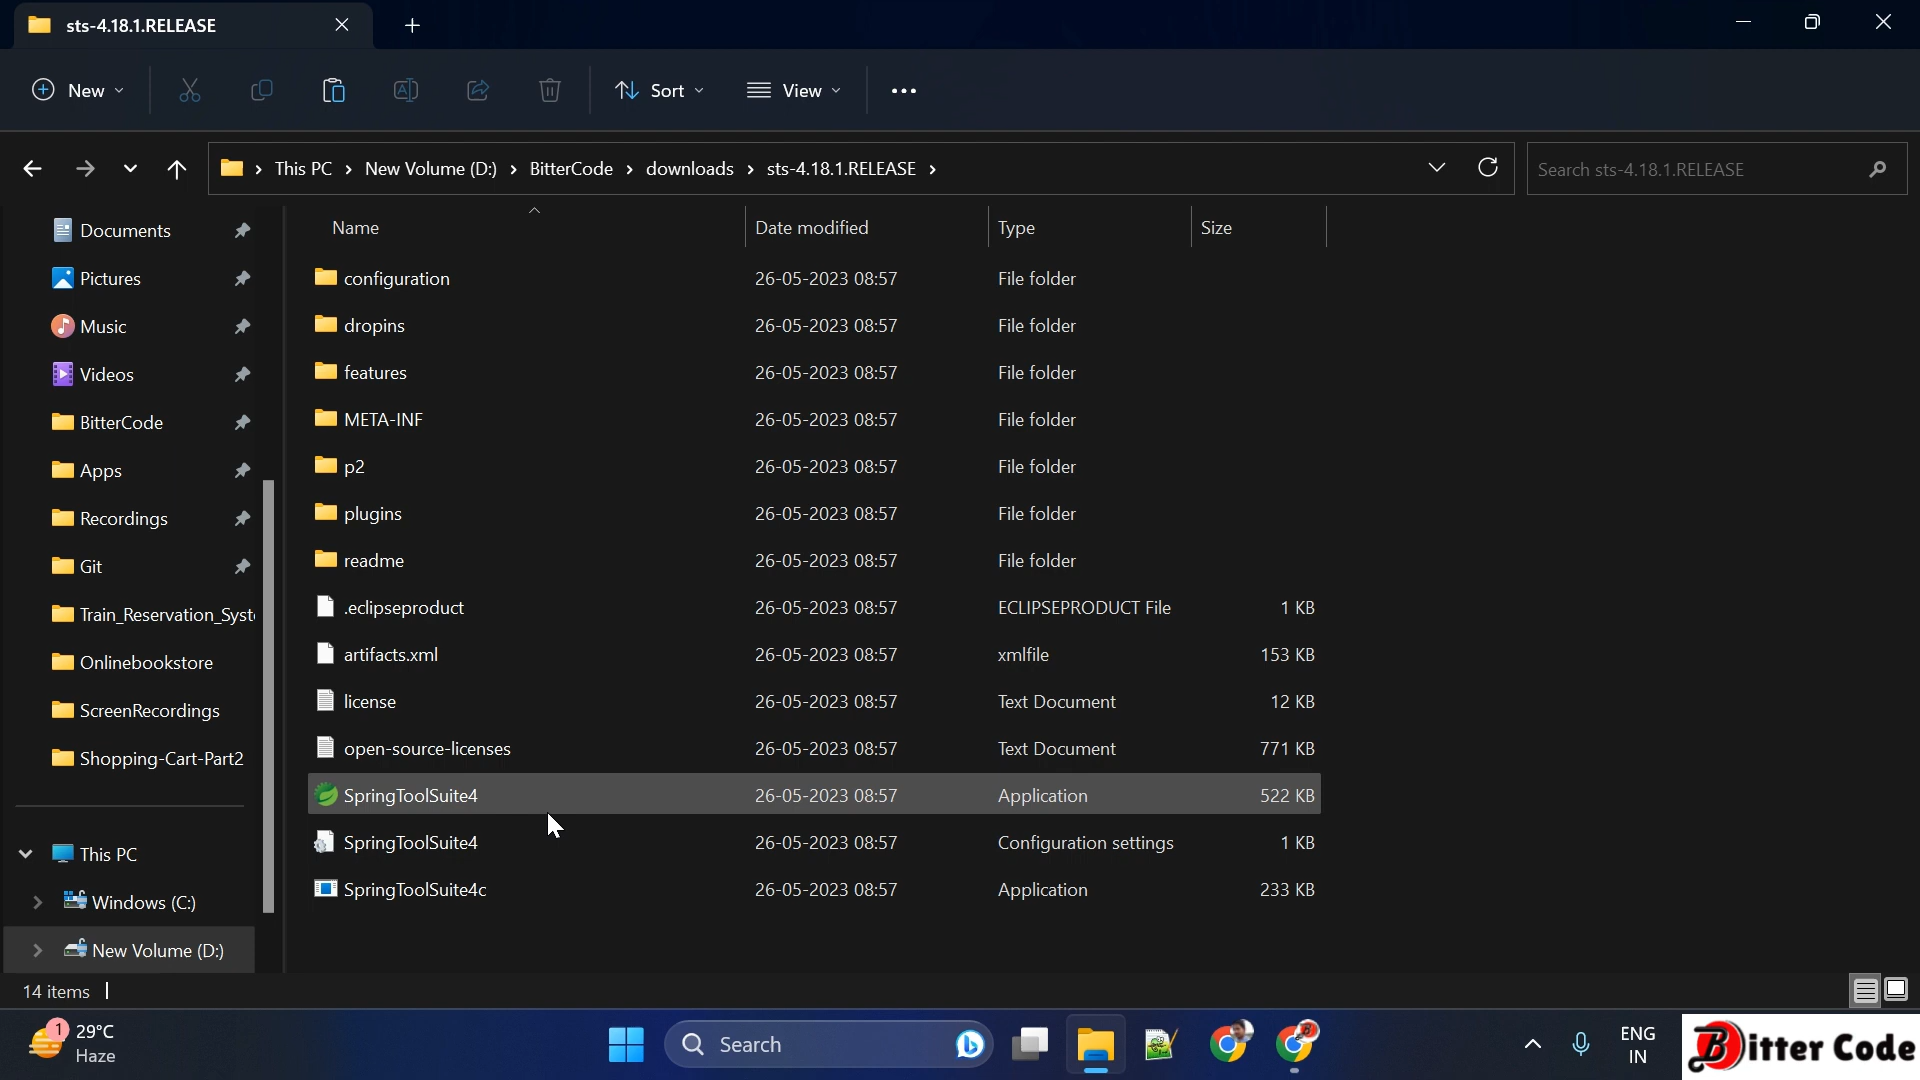 sts-4.18.1.RELEASE
New
Sort
View
This PC > New Volume (D:) > BitterCode > downloads > sts-4.18.1.RELEASE >
Search sts-4.18.1.RELEASE
Documents
Pictures
Music
Videos
BitterCode
Apps
Recordings
Git
Train_Reservation_Syst
Onlinebookstore
ScreenRecordings
Shopping-Cart-Part2
This PC
Windows (C:)
New Volume (D:)
Name Date modified Type Size
configuration 26-05-2023 08:57 File folder
dropins 26-05-2023 08:57 File folder
features 26-05-2023 08:57 File folder
META-INF 26-05-2023 08:57 File folder
p2 26-05-2023 08:57 File folder
plugins 26-05-2023 08:57 File folder
readme 26-05-2023 08:57 File folder
.eclipseproduct 26-05-2023 08:57 ECLIPSEPRODUCT File 1 KB
artifacts.xml 26-05-2023 08:57 xmlfile 153 KB
license 26-05-2023 08:57 Text Document 12 KB
open-source-licenses 26-05-2023 08:57 Text Document 771 KB
SpringToolSuite4 26-05-2023 08:57 Application 522 KB
SpringToolSuite4 26-05-2023 08:57 Configuration settings 1 KB
SpringToolSuite4c 26-05-2023 08:57 Application 233 KB
14 items
1
29°C
Haze
Search
ENG
IN
Bitter Code